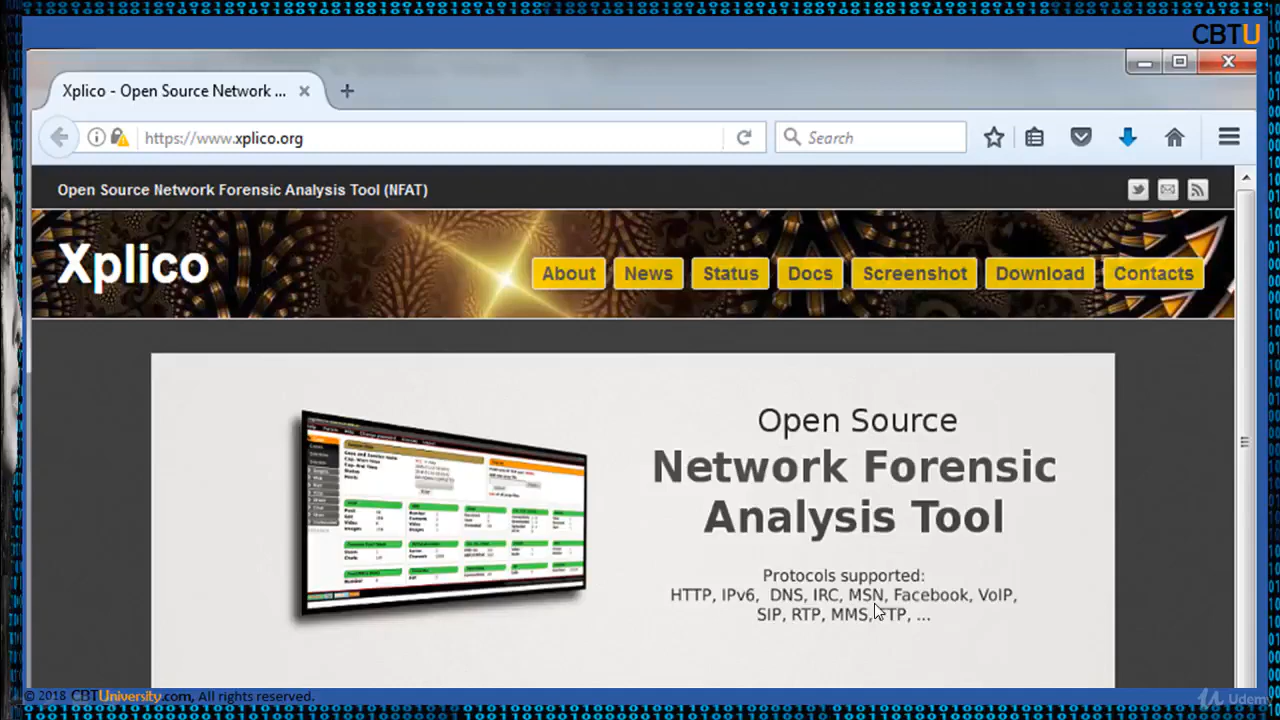 CBTU
Xplico - Open Source Network ...
https://www.xplico.org
Search
Open Source Network Forensic Analysis Tool (NFAT)
Xplico
About News Status Docs Screenshot Download Contacts
Open Source
Network Forensic
Analysis Tool
Protocols supported:
HTTP, IPv6, DNS, IRC, MSN, Facebook, VoIP,
SIP, RTP, MMS, FTP, ...
© 2018 CBTUniversity.com, All rights reserved.
Udemy